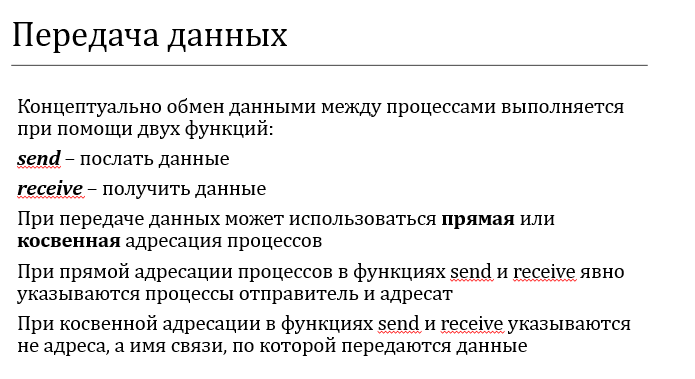 Передача данных
Концептуально обмен данными между процессами выполняется
при помощи двух функций:
send – послать данные
receive – получить данные
При передаче данных может использоваться прямая или
косвенная адресация процессов
При прямой адресации процессов в функциях send и receive явно
указываются процессы отправитель и адресат
При косвенной адресации в функциях send и receive указываются
не адреса, а имя связи, по которой передаются данные